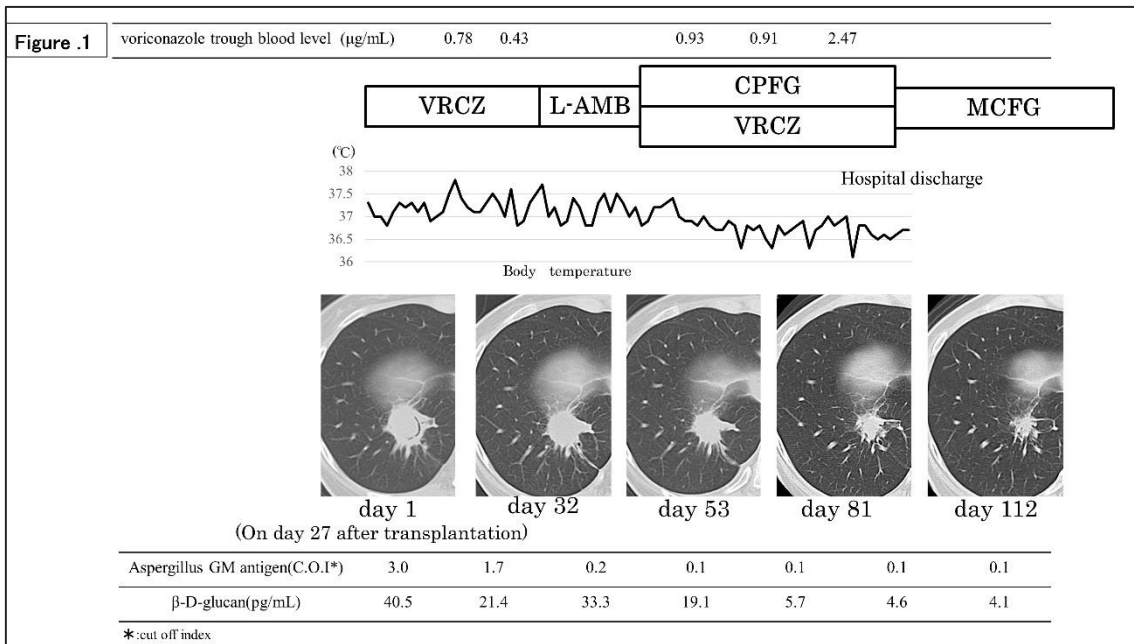 Figure .1
voriconazole trough blood level (μg/mL) 0.78 0.43 0.93 0.91 2.47
CPFG
VRCZ L-AMB MCFG
VRCZ
(℃)
38
37.5
37
36.5
36
Hospital discharge
Body temperature
day 1 day 32 day 53 day 81 day 112
(On day 27 after transplantation)
Aspergillus GM antigen(C.O.I*) 3.0 1.7 0.2 0.1 0.1 0.1 0.1
β-D-glucan(pg/mL) 40.5 21.4 33.3 19.1 5.7 4.6 4.1
*:cut off index